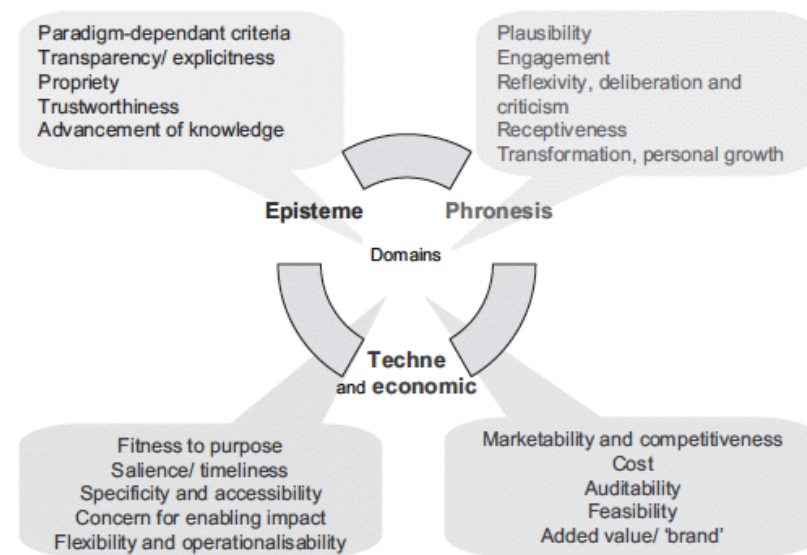 Paradigm-dependant criteria
Transparency/ explicitness
Propriety
Trustworthiness
Advancement of knowledge
Plausibility
Engagement
Reflexivity, deliberation and
criticism
Receptiveness
Transformation, personal growth
Episteme
Phronesis
Domains
Techne
and economic
Fitness to purpose
Salience/ timeliness
Specificity and accessibility
Concern for enabling impact
Flexibility and operationalisability
Marketability and competitiveness
Cost
Auditability
Feasibility
Added value/ ‘brand’